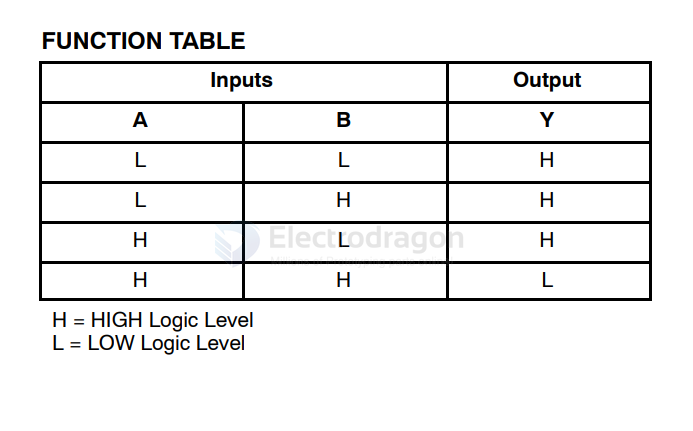 FUNCTION TABLE
Inputs Output
A B Y
L L H
L H H
H L H
Electrodragon
H H L
H = HIGH Logic Level
L = LOW Logic Level